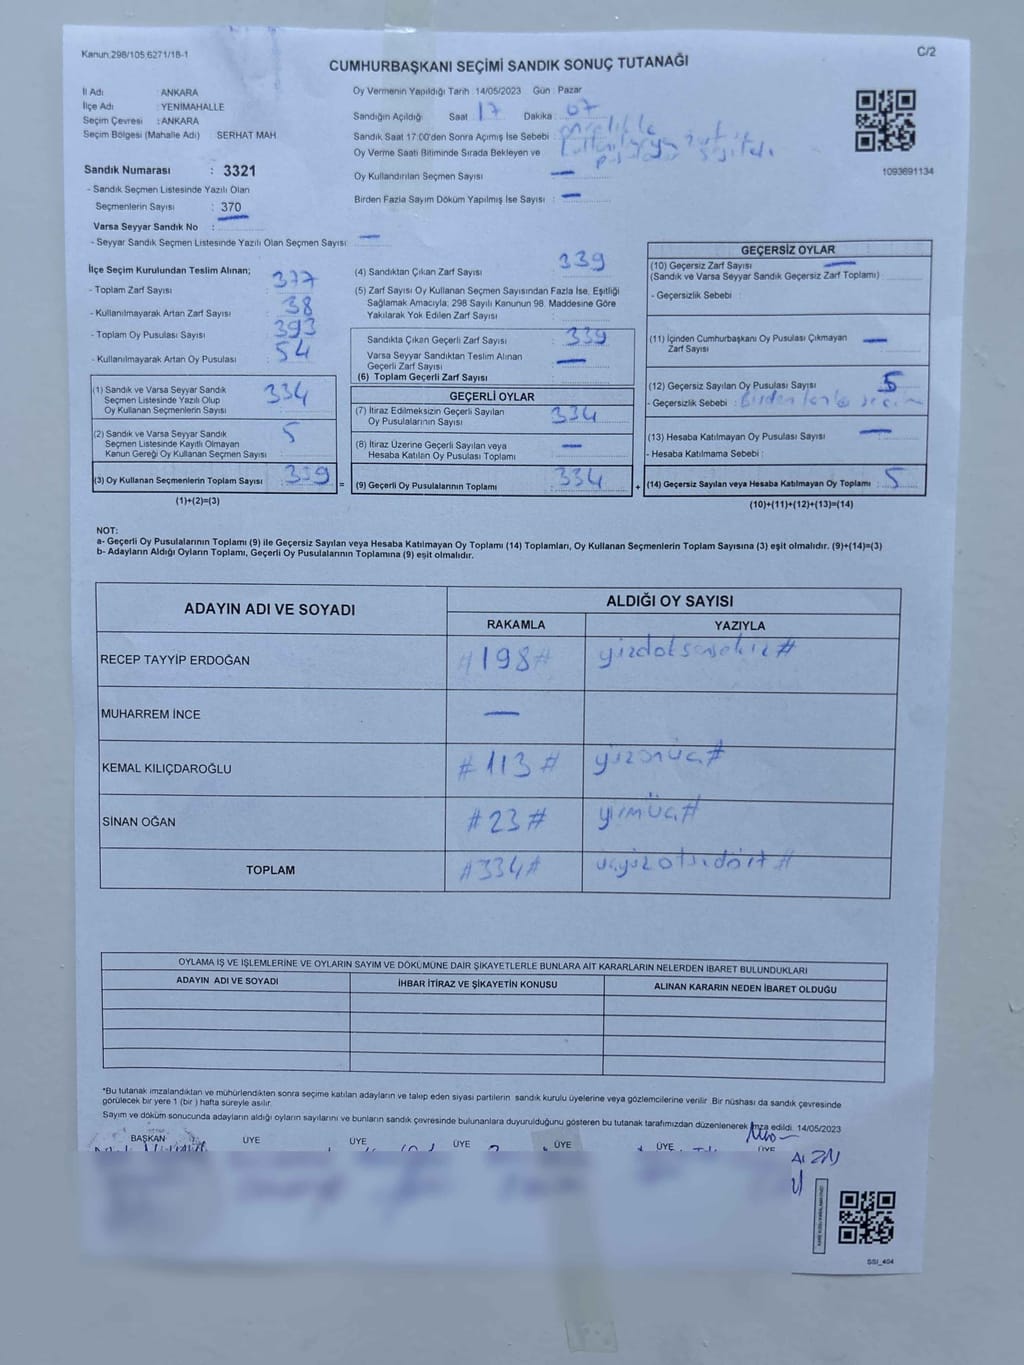 Kanun:298/105;6271/18-1
C/2
CUMHURBAŞKANI SEÇİMİ SANDIK SONUÇ TUTANAĞI
İl Adı : ANKARA
İlçe Adı : YENİMAHALLE
Seçim Çevresi : ANKARA
Seçim Bölgesi (Mahalle Adı) SERHAT MAH.
Sandık Numarası : 3321
- Sandık Seçmen Listesinde Yazılı Olan
Seçmenlerin Sayısı : 370
Varsa Seyyar Sandık No :
- Seyyar Sandık Seçmen Listesinde Yazılı Olan Seçmen Sayısı
Oy Vermenin Yapıldığı Tarih :14/05/2023 Gün : Pazar
Sandığın Açıldığı Saat : 17 Dakika : 07
Sandık Saat 17:00'den Sonra Açımış İse Sebebi :
Oy Verme Saati Bitiminde Sırada Bekleyen ve
Oy Kullandırılan Seçmen Sayısı : —
Birden Fazla Sayım Döküm Yapılmış İse Sayısı : —
1093691134
İlçe Seçim Kurulundan Teslim Alınan;
- Toplam Zarf Sayısı : 377
- Kullanılmayarak Artan Zarf Sayısı : 38
- Toplam Oy Pusulası Sayısı : 393
- Kullanılmayarak Artan Oy Pusulası : 54
(1) Sandık ve Varsa Seyyar Sandık
Seçmen Listesinde Yazılı Olup
Oy Kullanan Seçmenlerin Sayısı 334
(2) Sandık ve Varsa Seyyar Sandık
Seçmen Listesinde Kayıtlı Olmayan
Kanun Gereği Oy Kullanan Seçmen Sayısı : 5
(3) Oy Kullanan Seçmenlerin Toplam Sayısı : 339
(1)+(2)=(3)
(4) Sandıktan Çıkan Zarf Sayısı : 339
(5) Zarf Sayısı Oy Kullanan Seçmen Sayısından Fazla İse, Eşitliği
Sağlamak Amacıyla; 298 Sayılı Kanunun 98. Maddesine Göre
Yakılarak Yok Edilen Zarf Sayısı :
Sandıkta Çıkan Geçerli Zarf Sayısı : 339
Varsa Seyyar Sandıktan Teslim Alınan
Geçerli Zarf Sayısı : —
(6) Toplam Geçerli Zarf Sayısı :
GEÇERLİ OYLAR
(7) İtiraz Edilmeksizin Geçerli Sayılan
Oy Pusulalarının Sayısı : 334
(8) İtiraz Üzerine Geçerli Sayılan veya
Hesaba Katılan Oy Pusulası Toplamı : —
= (9) Geçerli Oy Pusulalarının Toplamı : 334
GEÇERSİZ OYLAR
(10) Geçersiz Zarf Sayısı : —
(Sandık ve Varsa Seyyar Sandık Geçersiz Zarf Toplamı)
- Geçersizlik Sebebi :
(11) İçinden Cumhurbaşkanı Oy Pusulası Çıkmayan
Zarf Sayısı : —
(12) Geçersiz Sayılan Oy Pusulası Sayısı : 5
- Geçersizlik Sebebi : Birden fazla seçim
(13) Hesaba Katılmayan Oy Pusulası Sayısı : —
- Hesaba Katılmama Sebebi :
+ (14) Geçersiz Sayılan veya Hesaba Katılmayan Oy Toplamı : 5
(10)+(11)+(12)+(13)=(14)
NOT:
a- Geçerli Oy Pusulalarının Toplamı (9) ile Geçersiz Sayılan veya Hesaba Katılmayan Oy Toplamı (14) Toplamları, Oy Kullanan Seçmenlerin Toplam Sayısına (3) eşit olmalıdır. (9)+(14)=(3)
b- Adayların Aldığı Oyların Toplamı, Geçerli Oy Pusulalarının Toplamına (9) eşit olmalıdır.
ADAYIN ADI VE SOYADI
ALDIĞI OY SAYISI
RAKAMLA YAZIYLA
RECEP TAYYİP ERDOĞAN #198# yüzdoksansekiz#
MUHARREM İNCE —
KEMAL KILIÇDAROĞLU #113# yüzonüç#
SİNAN OĞAN #23# yirmüç#
TOPLAM #334# üçyüzotuzdört#
OYLAMA İŞ VE İŞLEMLERİNE VE OYLARIN SAYIM VE DÖKÜMÜNE DAİR ŞİKAYETLERLE BUNLARA AİT KARARLARIN NELERDEN İBARET BULUNDUKLARI
ADAYIN ADI VE SOYADI İHBAR İTİRAZ VE ŞİKAYETİN KONUSU ALINAN KARARIN NEDEN İBARET OLDUĞU
*Bu tutanak imzalandıktan ve mühürlendikten sonra seçime katılan adayların ve talep eden siyasi partilerin sandık kurulu üyelerine veya gözlemcilerine verilir. Bir nüshası da sandık çevresinde
görülecek bir yere 1 (bir ) hafta süreyle asılır.
Sayım ve döküm sonucunda adayların aldığı oyların sayılarını ve bunların sandık çevresinde bulunanlara duyurulduğunu gösteren bu tutanak tarafımızdan düzenlenerek imza edildi. 14/05/2023
BAŞKAN ÜYE ÜYE ÜYE ÜYE ÜYE ÜYE
SSI_404